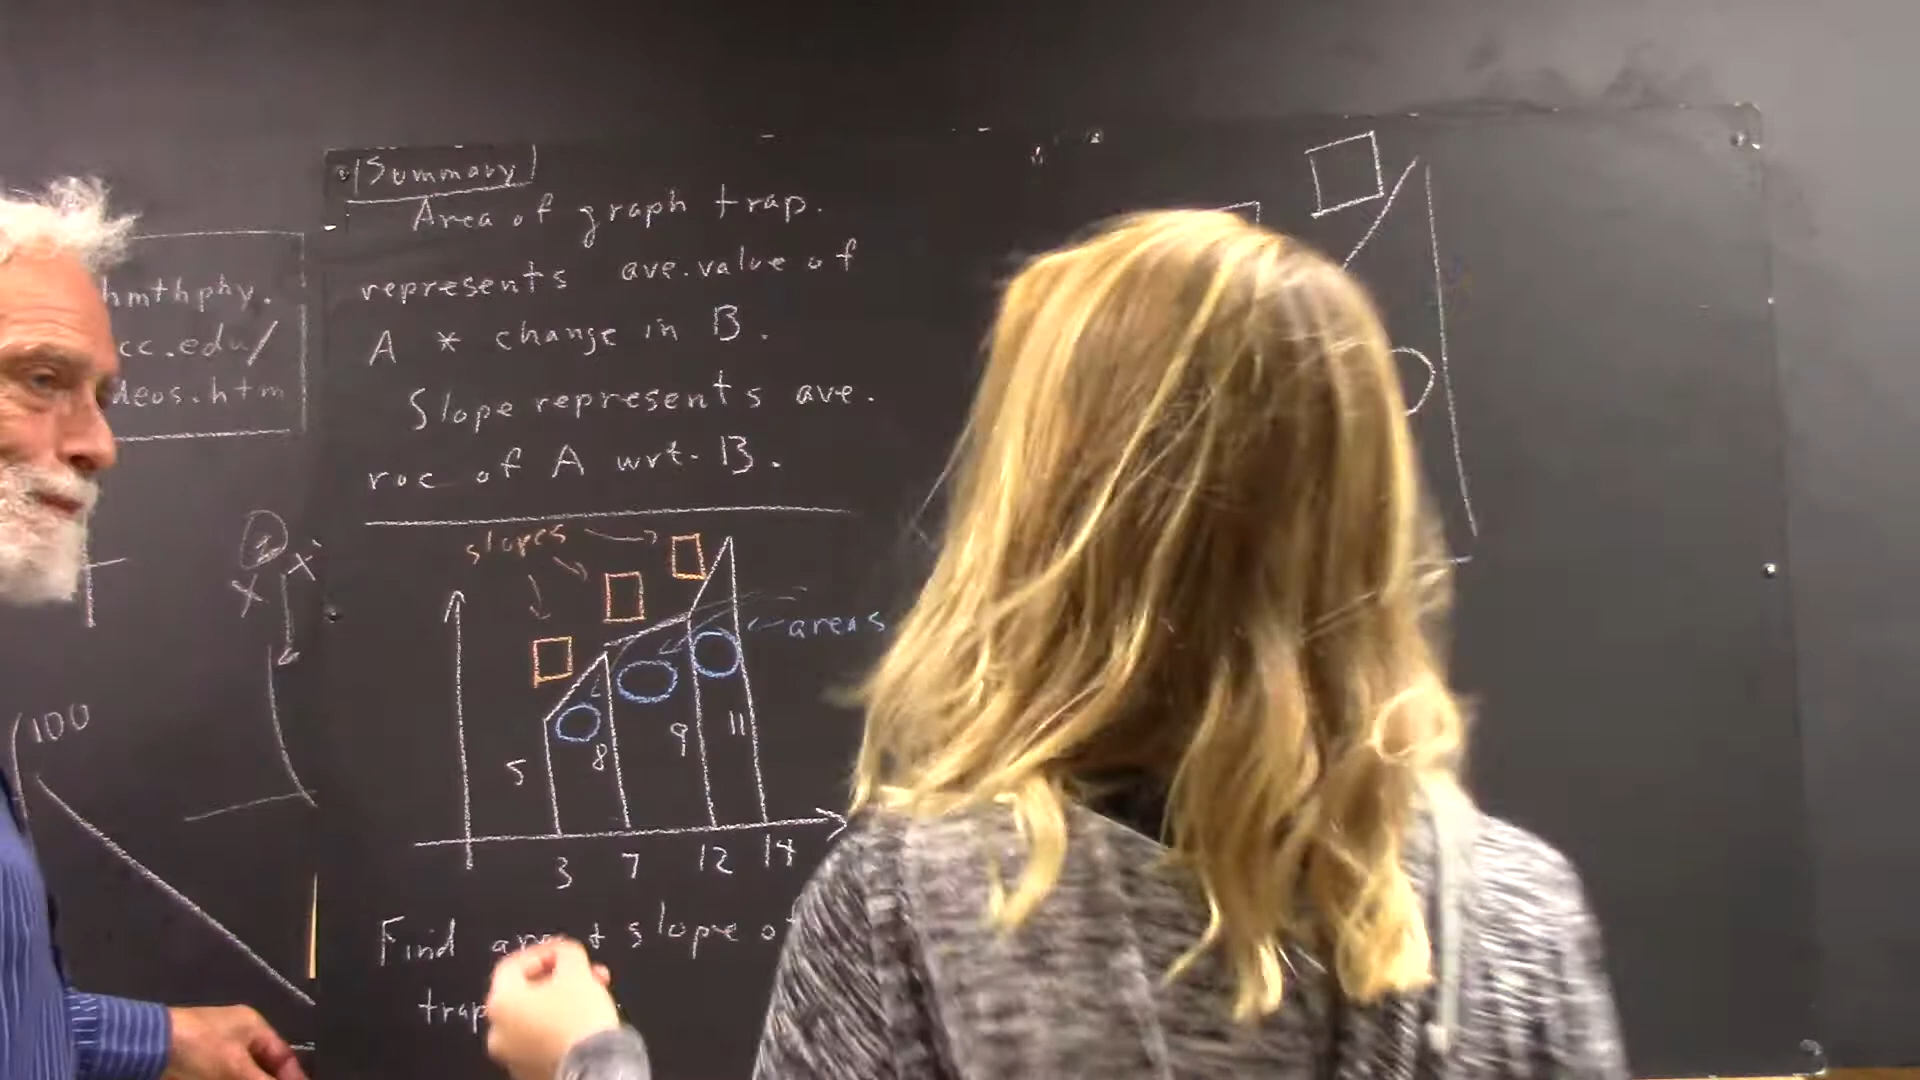 Summary
Area of graph trap.
represents ave. value of
A * change in B.
Slope represents ave.
roc of A wrt. B.
hmthphy.
cc.edu/
deos.htm
X X
100
slopes
areas
5 8 9 11
3 7 12 14
Find slope
trap